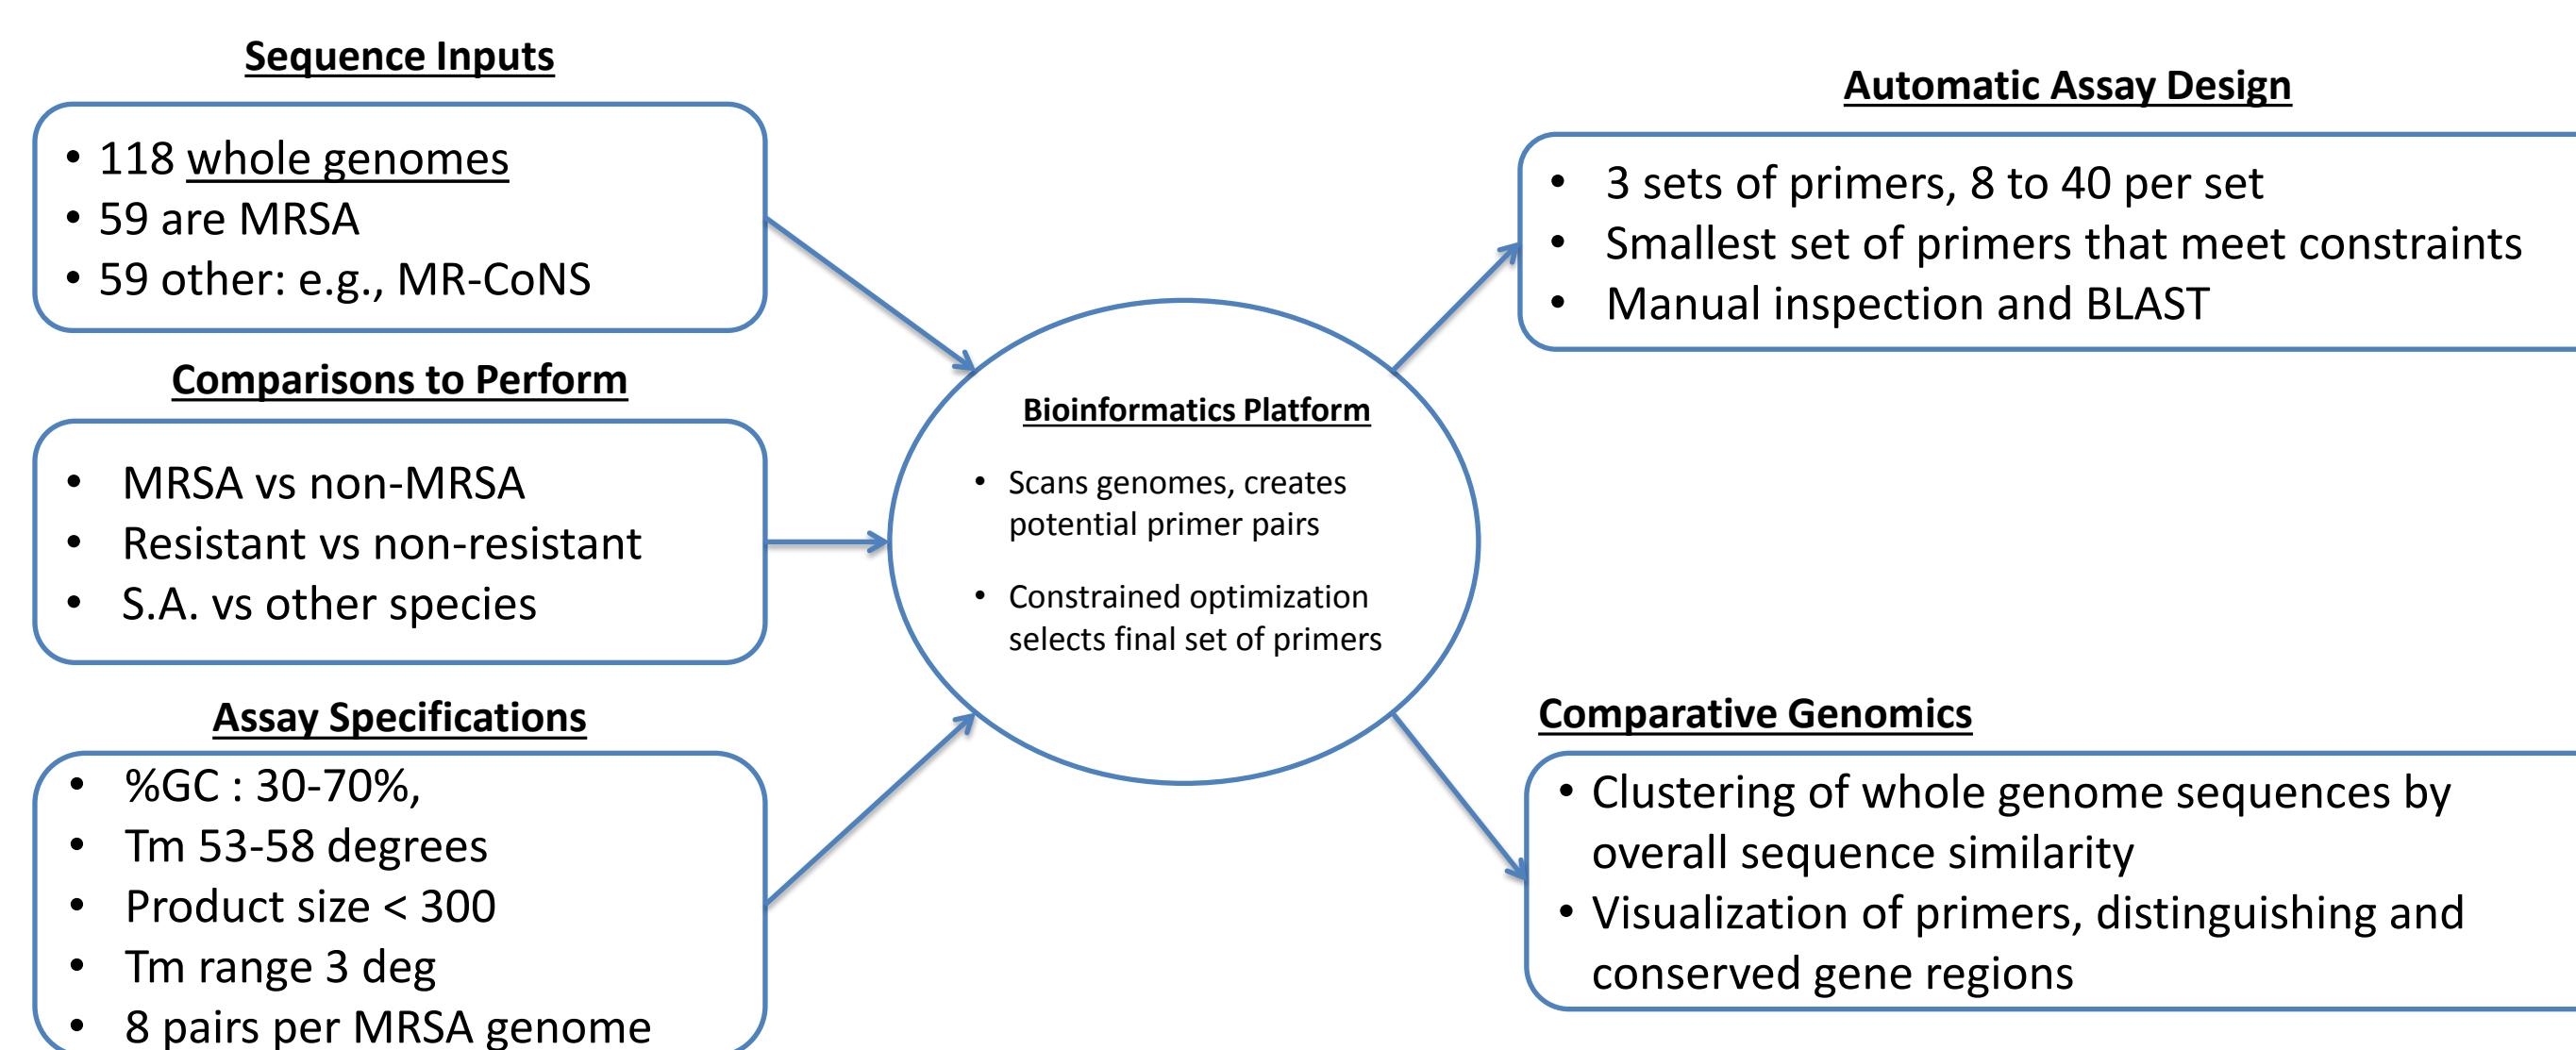 Sequence Inputs
• 118 whole genomes
• 59 are MRSA
• 59 other: e.g., MR-CoNS
Comparisons to Perform
• MRSA vs non-MRSA
• Resistant vs non-resistant
• S.A. vs other species
Assay Specifications
• %GC : 30-70%,
• Tm 53-58 degrees
• Product size < 300
• Tm range 3 deg
• 8 pairs per MRSA genome
Bioinformatics Platform
• Scans genomes, creates
potential primer pairs
• Constrained optimization
selects final set of primers
Automatic Assay Design
• 3 sets of primers, 8 to 40 per set
• Smallest set of primers that meet constraints
• Manual inspection and BLAST
Comparative Genomics
• Clustering of whole genome sequences by
overall sequence similarity
• Visualization of primers, distinguishing and
conserved gene regions